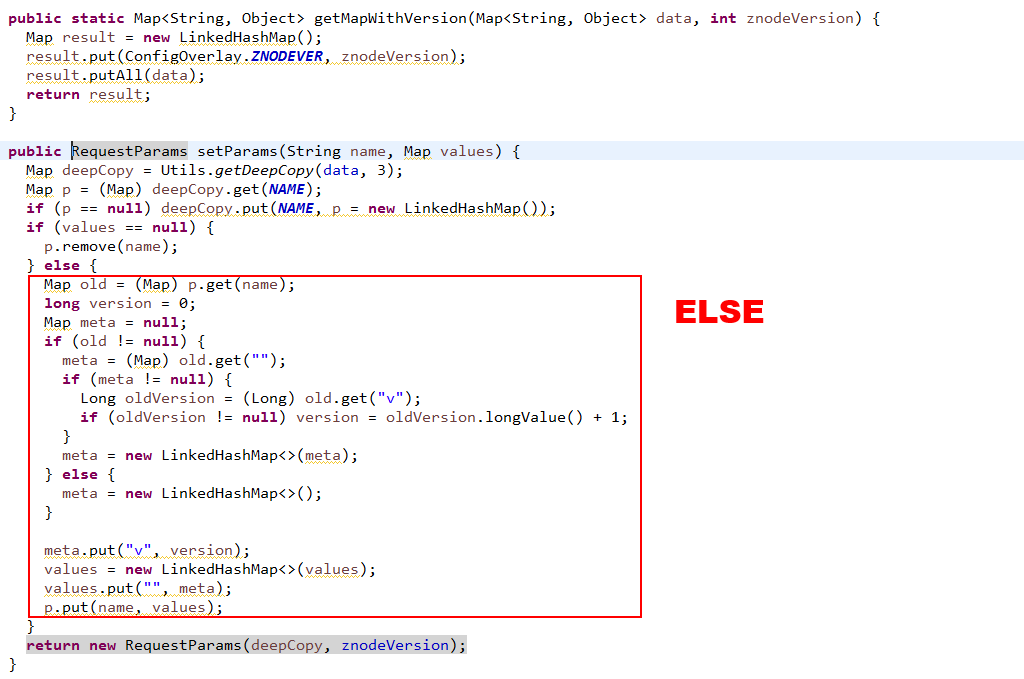 public static Map<String, Object> getMapWithVersion(Map<String, Object> data, int znodeVersion) {
  Map result = new LinkedHashMap();
  result.put(ConfigOverlay.ZNODEVER, znodeVersion);
  result.putAll(data);
  return result;
}
public RequestParams setParams(String name, Map values) {
  Map deepCopy = Utils.getDeepCopy(data, 3);
  Map p = (Map) deepCopy.get(NAME);
  if (p == null) deepCopy.put(NAME, p = new LinkedHashMap());
  if (values == null) {
    p.remove(name);
  } else {
    Map old = (Map) p.get(name);
    long version = 0;
ELSE
    Map meta = null;
    if (old != null) {
      meta = (Map) old.get("");
      if (meta != null) {
        Long oldVersion = (Long) old.get("v");
        if (oldVersion != null) version = oldVersion.longValue() + 1;
      }
      meta = new LinkedHashMap<>(meta);
    } else {
      meta = new LinkedHashMap<>();
    }
    meta.put("v", version);
    values = new LinkedHashMap<>(values);
    values.put("", meta);
    p.put(name, values);
  }
  return new RequestParams(deepCopy, znodeVersion);
}